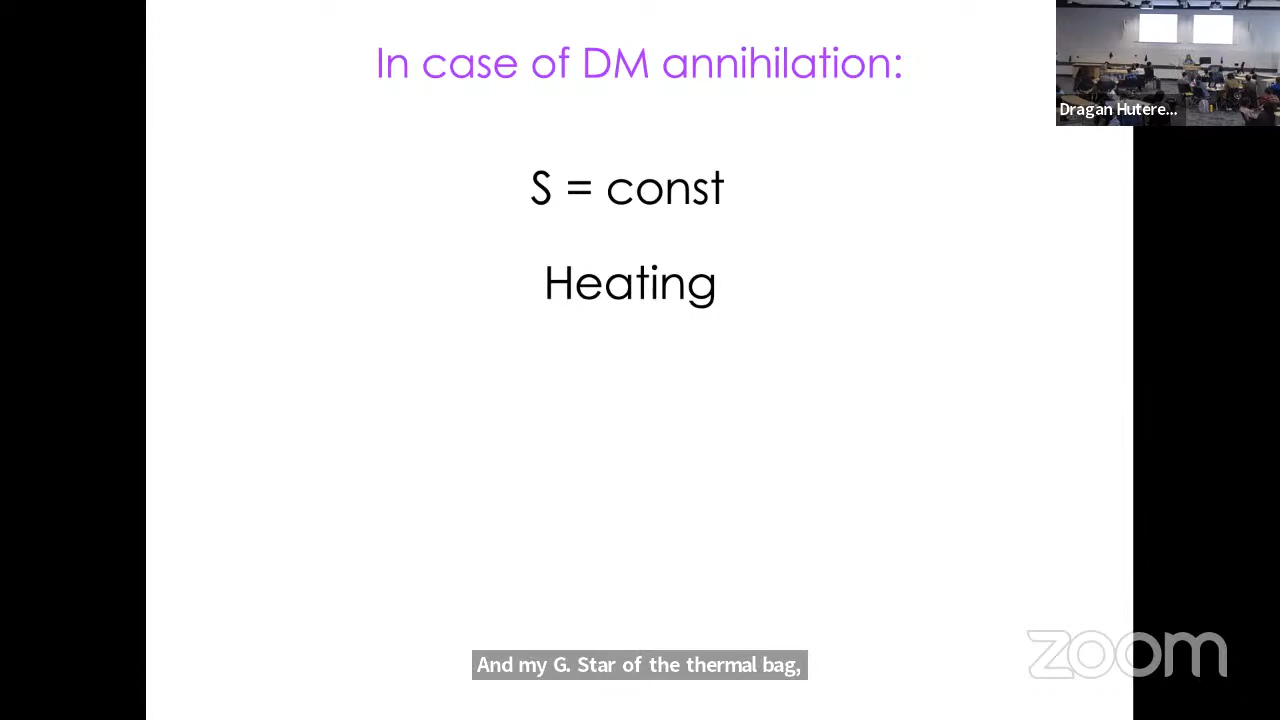 In case of DM annihilation:
Dragan Hutere...
S = const
Heating
And my G. Star of the thermal bag,
zoom